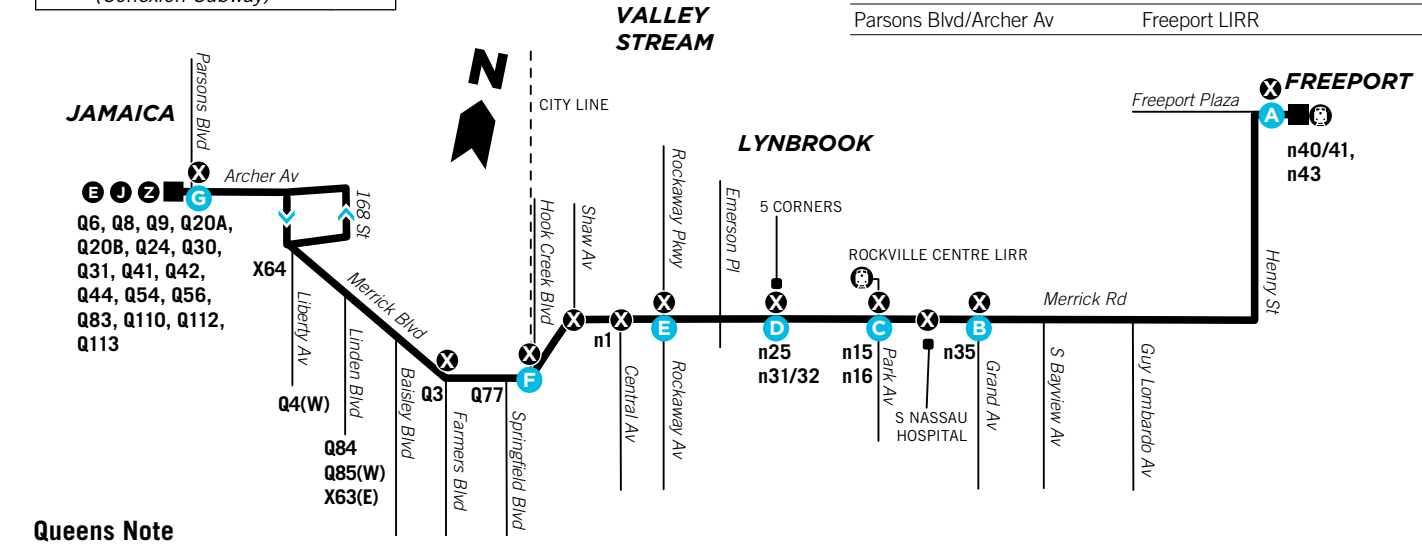 (Conexión Subway)
VALLEY
STREAM
Parsons Blvd/Archer Av
Freeport LIRR
N
CITY LINE
JAMAICA
Parsons Blvd
X
Archer Av
E J Z
G
168 St
Q6, Q8, Q9, Q20A,
Q20B, Q24, Q30,
Q31, Q41, Q42,
Q44, Q54, Q56,
Q83, Q110, Q112,
Q113
X64
Liberty Av
Q4(W)
Merrick Blvd
Linden Blvd
Q84
Q85(W)
X63(E)
Baisley Blvd
X
Q3
Farmers Blvd
Q77
Springfield Blvd
X
F
Hook Creek Blvd
X
Shaw Av
X
n1
Central Av
Rockaway Pkwy
X
E
Rockaway Av
Emerson Pl
LYNBROOK
5 CORNERS
X
D
n25
n31/32
ROCKVILLE CENTRE LIRR
X
C
n15
n16
Park Av
X
S NASSAU
HOSPITAL
X
B
n35
Grand Av
Merrick Rd
S Bayview Av
Guy Lombardo Av
Henry St
Freeport Plaza
X
FREEPORT
A
n40/41,
n43
Queens Note